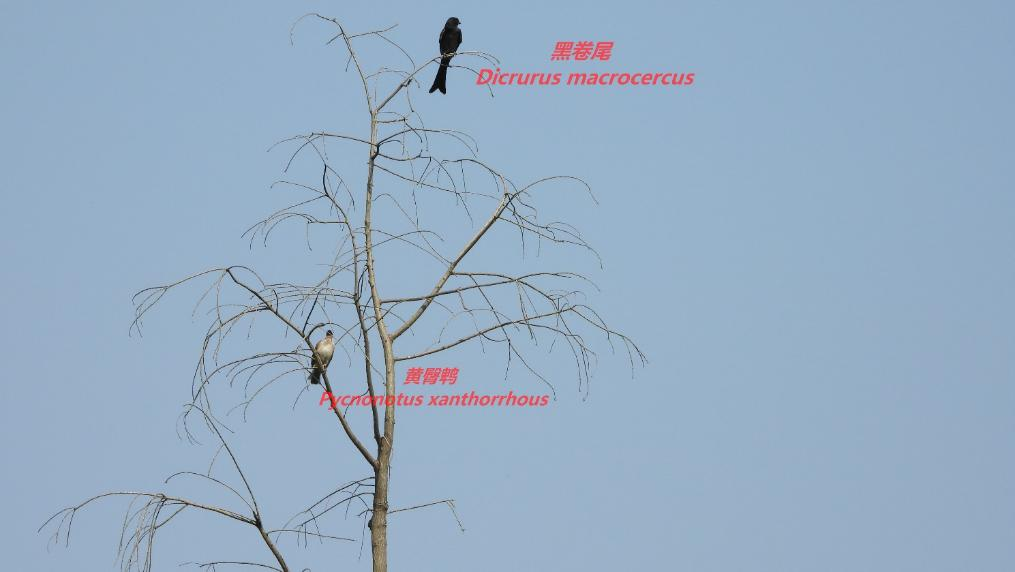 黑卷尾
Dicrurus macrocercus
黄臀鹎
Pycnonotus xanthorrhous